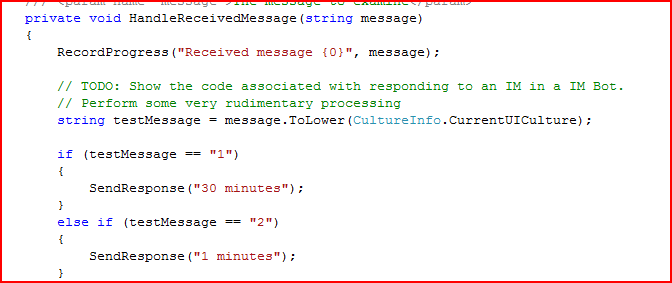 /// <param name="message">The message to examine</param>
private void HandleReceivedMessage(string message)
{
RecordProgress("Received message {0}", message);
// TODO: Show the code associated with responding to an IM in a IM Bot.
// Perform some very rudimentary processing
string testMessage = message.ToLower(CultureInfo.CurrentUICulture);
if (testMessage == "1")
{
SendResponse("30 minutes");
}
else if (testMessage == "2")
{
SendResponse("1 minutes");
}